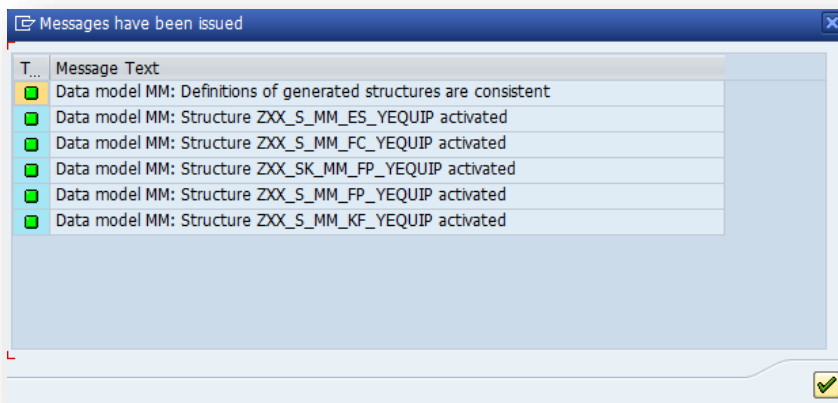 Messages have been issued
T... Message Text
Data model MM: Definitions of generated structures are consistent
Data model MM: Structure ZXX_S_MM_ES_YEQUIP activated
Data model MM: Structure ZXX_S_MM_FC_YEQUIP activated
Data model MM: Structure ZXX_SK_MM_FP_YEQUIP activated
Data model MM: Structure ZXX_S_MM_FP_YEQUIP activated
Data model MM: Structure ZXX_S_MM_KF_YEQUIP activated